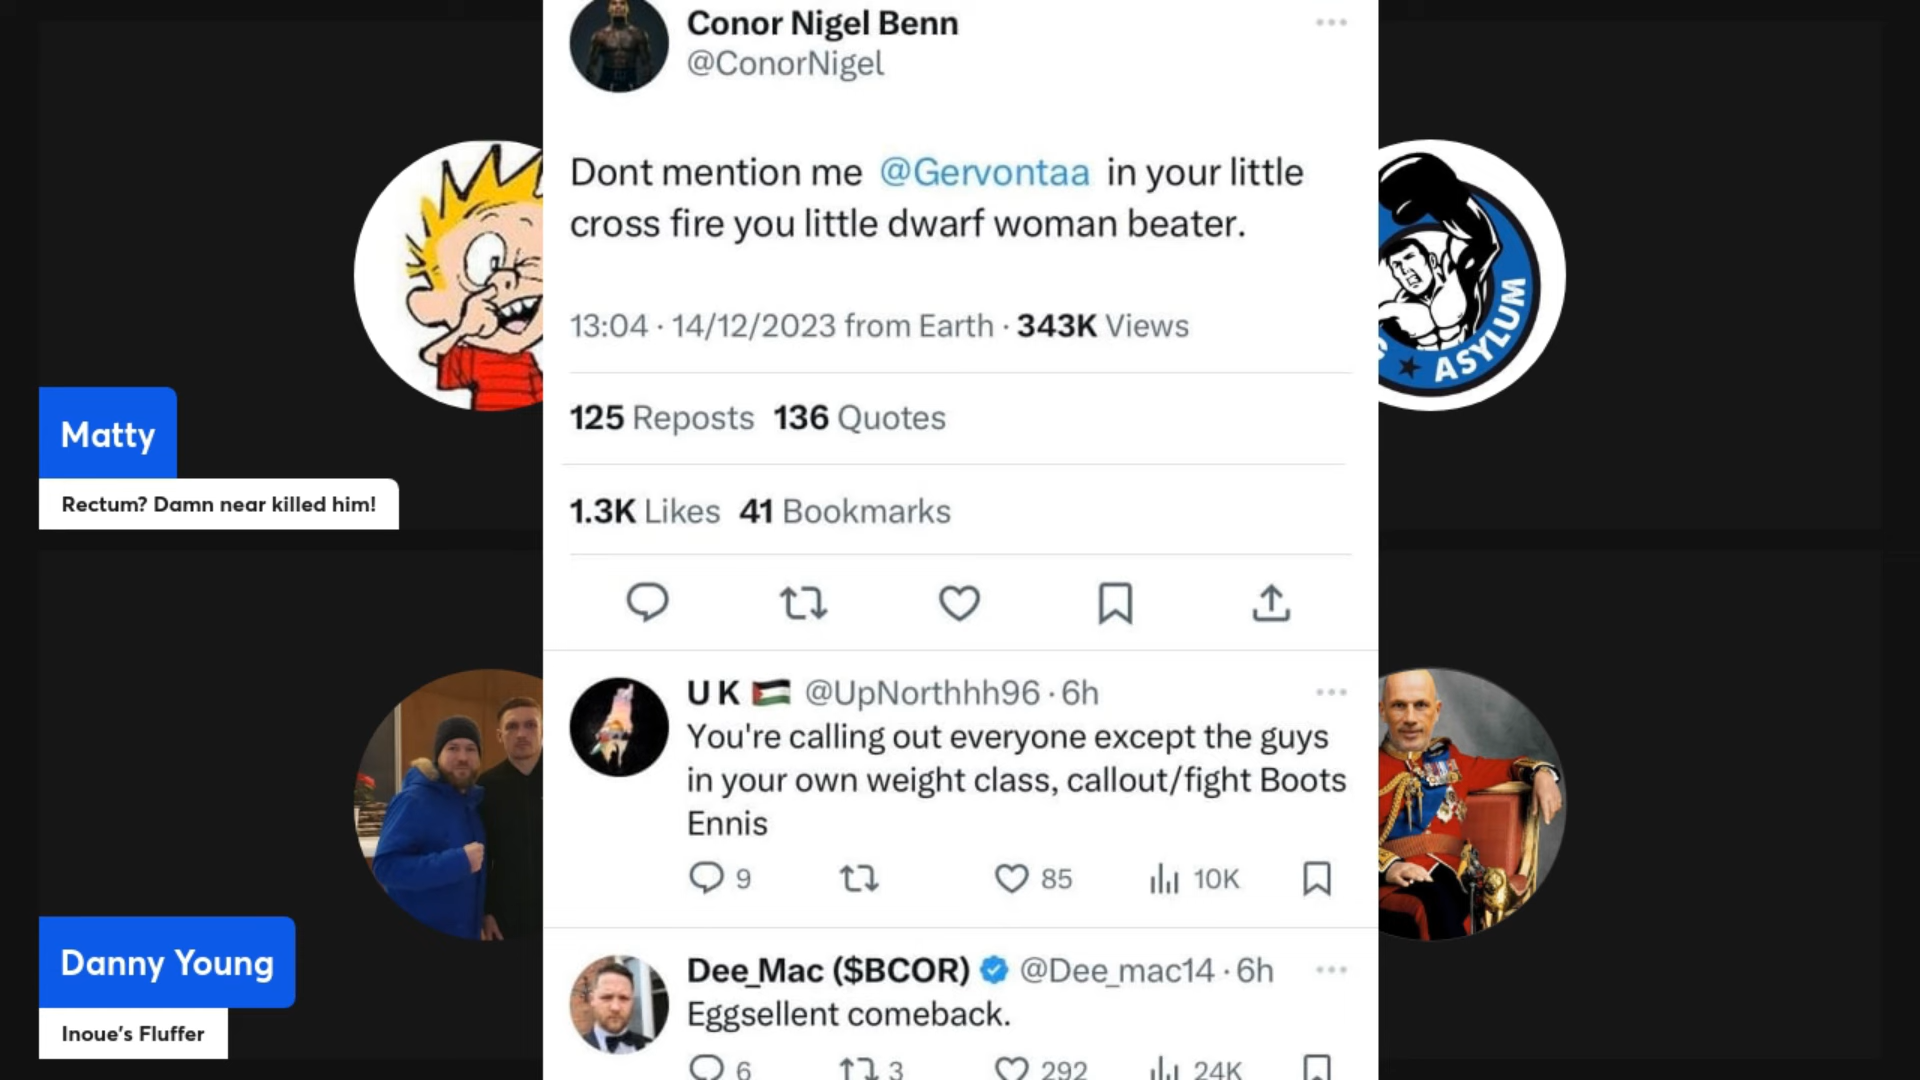 Conor Nigel Benn
@ConorNigel
Dont mention me @Gervontaa in your little
cross fire you little dwarf woman beater.
13:04 · 14/12/2023 from Earth · 343K Views
125 Reposts 136 Quotes
1.3K Likes 41 Bookmarks
U K 🇵🇸 @UpNorthhh96 · 6h
You're calling out everyone except the guys
in your own weight class, callout/fight Boots
Ennis
9 85 10K
Dee_Mac ($BCOR) @Dee_mac14 · 6h
Eggsellent comeback.
6 3 292 24K
Matty
Rectum? Damn near killed him!
ASYLUM
Danny Young
Inoue's Fluffer